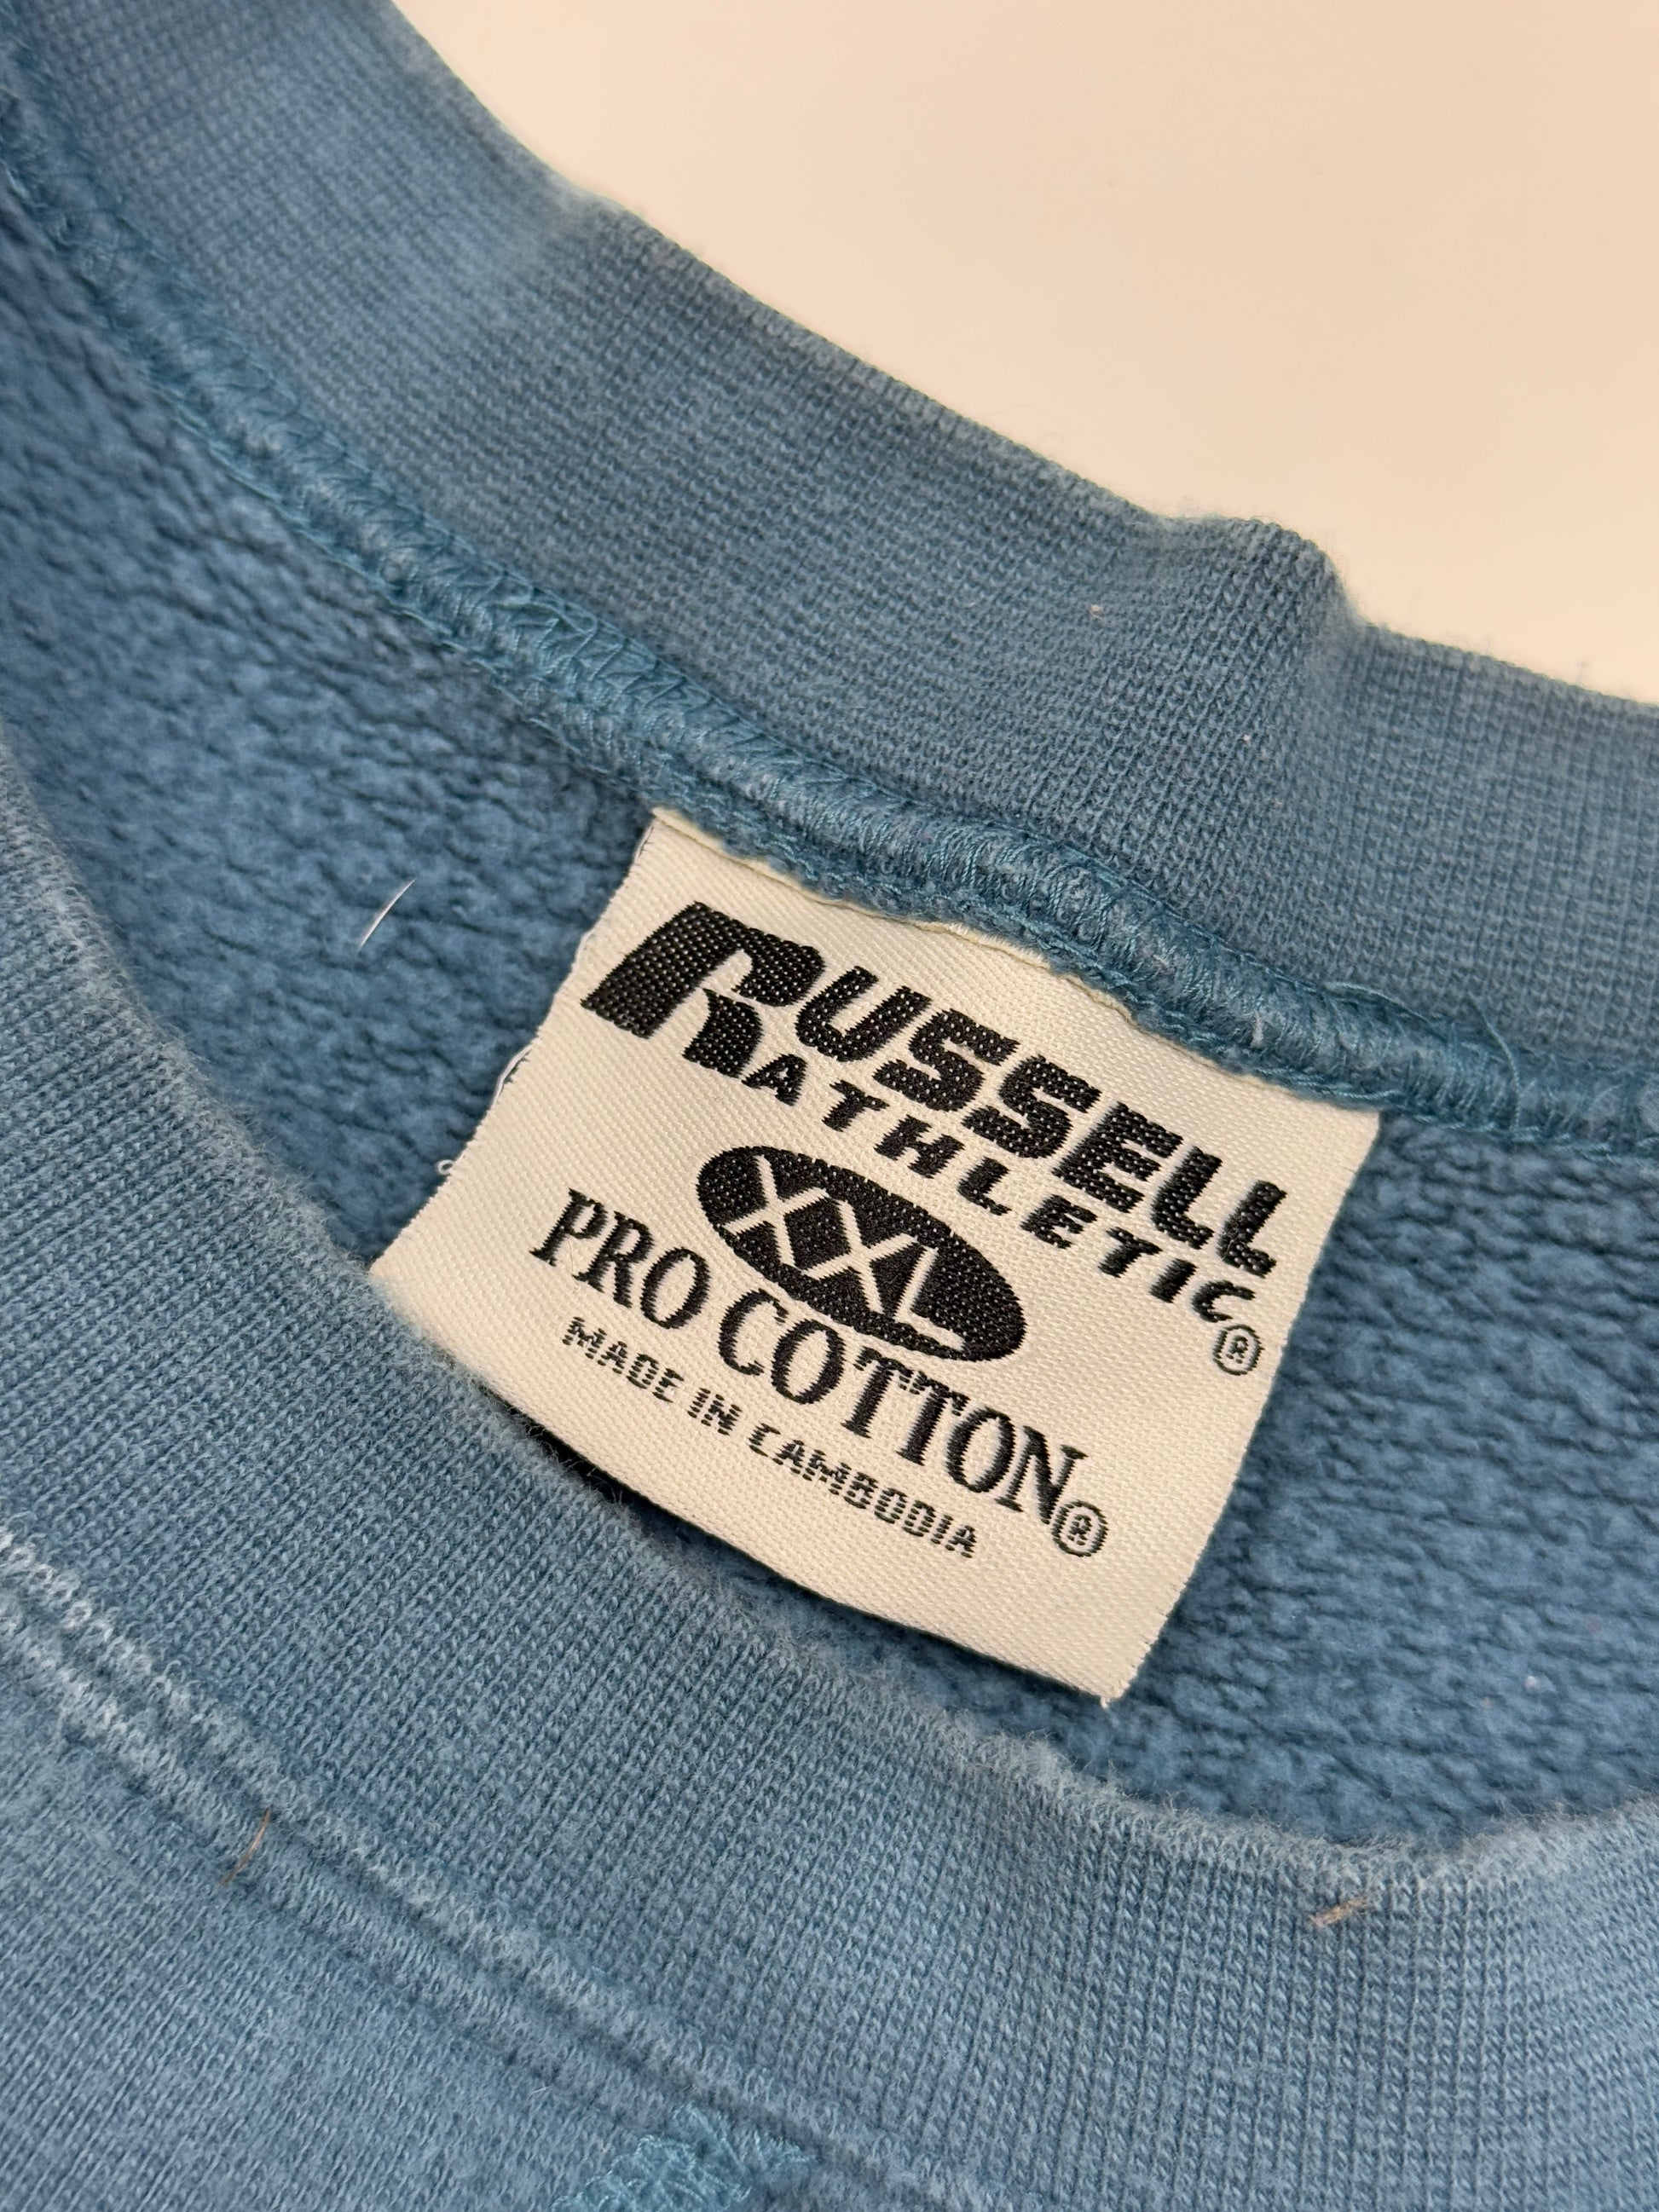 RUSSELL
ATHLETIC®
XXL
PRO COTTON®
MADE IN CAMBODIA